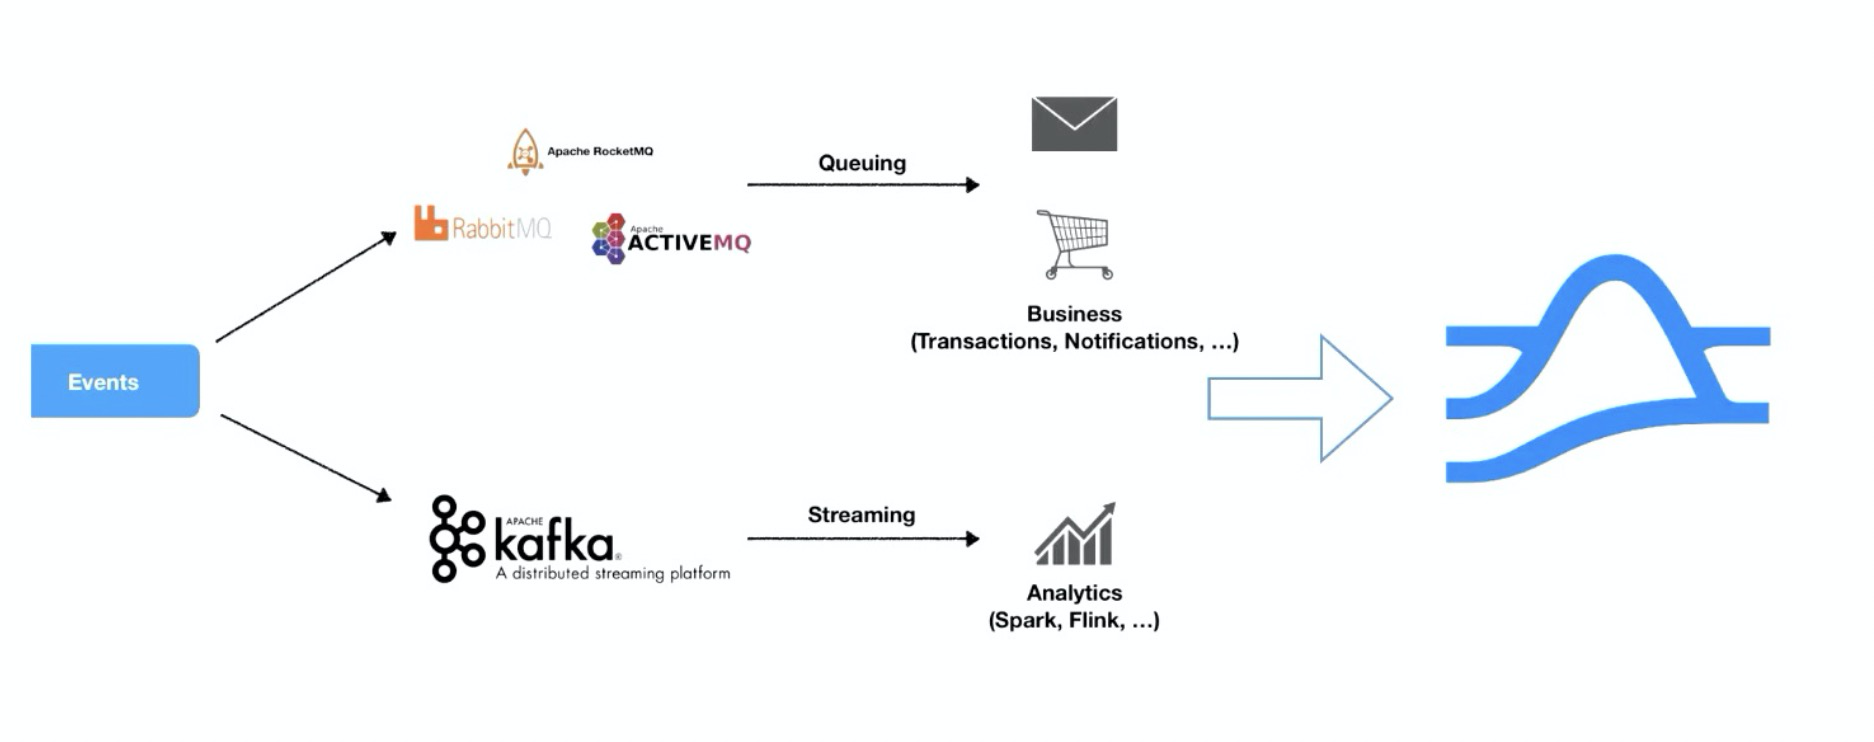 Apache RocketMQ
Queuing
RabbitMQ
Apache
ACTIVEMQ
Business
(Transactions, Notifications, ...)
Events
APACHE
kafka®
A distributed streaming platform
Streaming
Analytics
(Spark, Flink, ...)